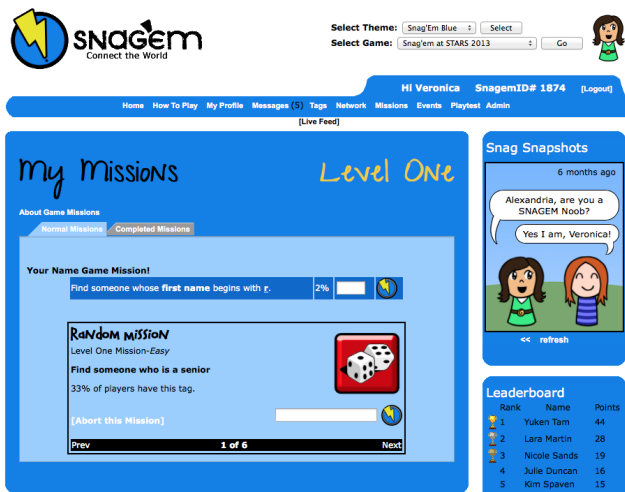 SNAGEM
Connect the World
Select Theme: Snag'Em Blue Select
Select Game: Snag'em at STARS 2013 Go
Hi Veronica SnagemID# 1874 [Logout]
Home How To Play My Profile Messages (5) Tags Network Missions Events Playtest Admin
[Live Feed]
My Missions Level One
About Game Missions
Normal Missions Completed Missions
Your Name Game Mission!
Find someone whose first name begins with r. 2%
Random Mission
Level One Mission-Easy
Find someone who is a senior
33% of players have this tag.
[Abort this Mission]
Prev 1 of 6 Next
Snag Snapshots
6 months ago
Alexandria, are you a SNAGEM Noob?
Yes I am, Veronica!
<< refresh
Leaderboard
Rank Name Points
1 Yuken Tam 44
2 Lara Martin 28
3 Nicole Sands 19
4 Julie Duncan 16
5 Kim Spaven 15